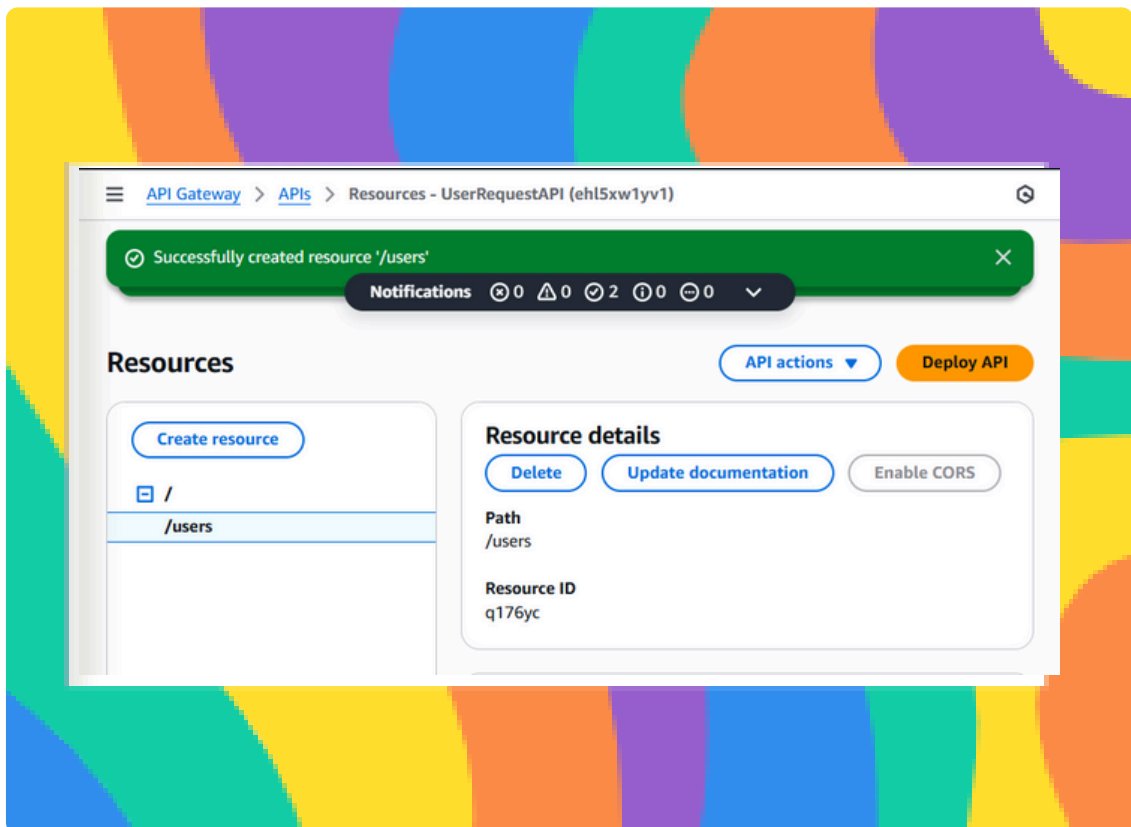 API Gateway > APIs > Resources - UserRequestAPI (ehl5xw1yv1)
Successfully created resource '/users'
Notifications 0 0 2 0 0
Resources
API actions Deploy API
Create resource
/
/users
Resource details
Delete Update documentation Enable CORS
Path
/users
Resource ID
q176yc